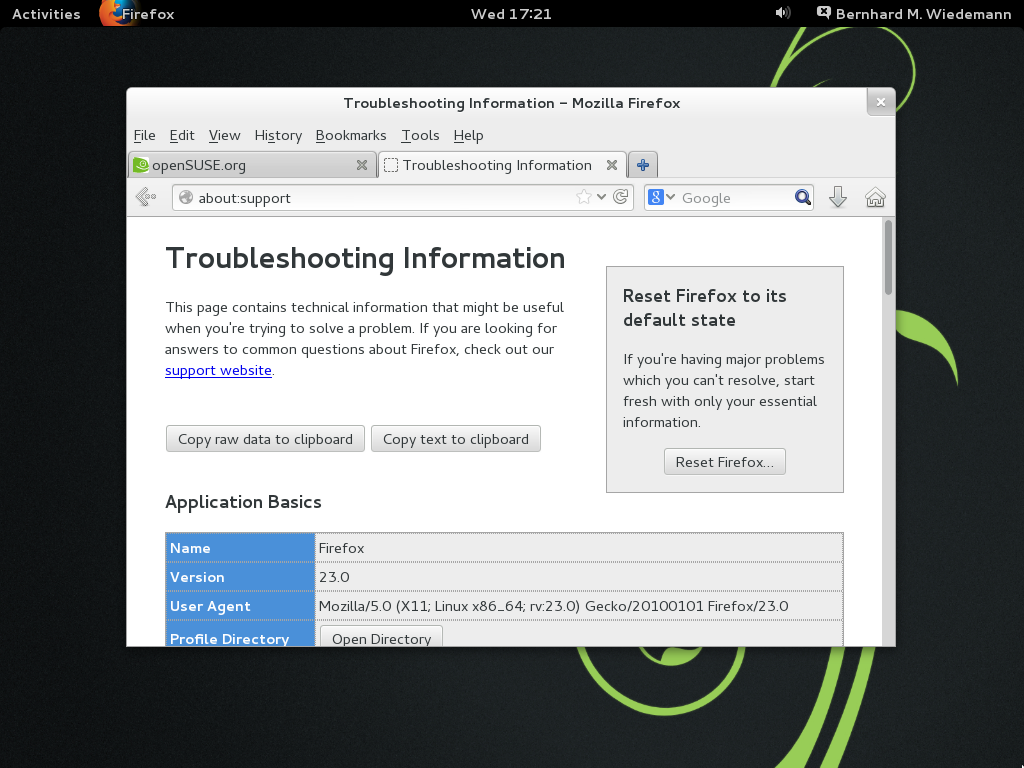 Activities Firefox Wed 17:21 Bernhard M. Wiedemann
Troubleshooting Information – Mozilla Firefox
File Edit View History Bookmarks Tools Help
openSUSE.org Troubleshooting Information
about:support 8 Google
Troubleshooting Information
This page contains technical information that might be useful
when you're trying to solve a problem. If you are looking for
answers to common questions about Firefox, check out our
support website.
Copy raw data to clipboard Copy text to clipboard
Reset Firefox to its
default state
If you're having major problems
which you can't resolve, start
fresh with only your essential
information.
Reset Firefox...
Application Basics
Name Firefox
Version 23.0
User Agent Mozilla/5.0 (X11; Linux x86_64; rv:23.0) Gecko/20100101 Firefox/23.0
Profile Directory Open Directory